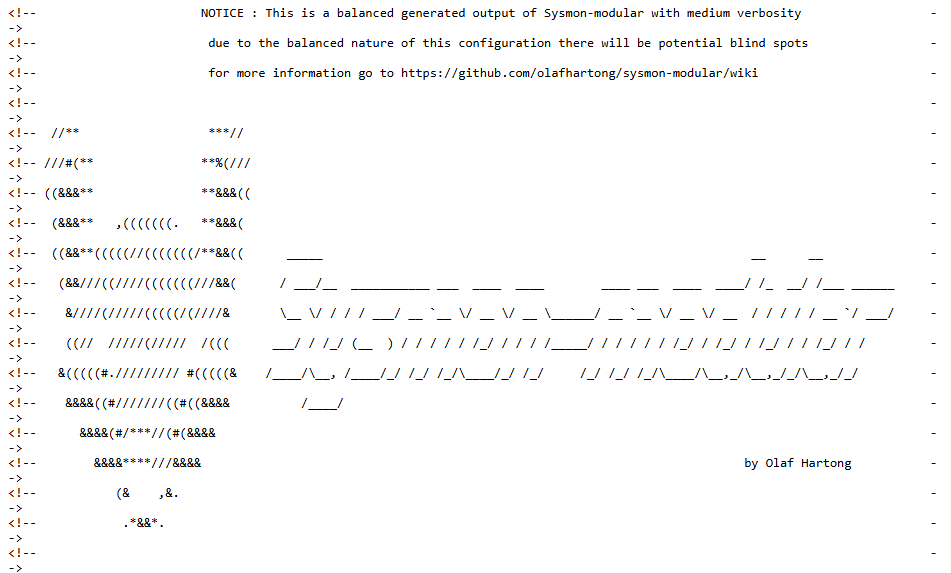 <!--                       NOTICE : This is a balanced generated output of Sysmon-modular with medium verbosity                  -
->
<!--                        due to the balanced nature of this configuration there will be potential blind spots                 -
->
<!--                        for more information go to https://github.com/olafhartong/sysmon-modular/wiki                        -
->
<!--                                                                                                                             -
->
<!--  //**                  ***//                                                                                                -
->
<!-- ///#(**               **%(///                                                                                               -
->
<!-- ((&&&**               **&&&((                                                                                               -
->
<!--  (&&&**   ,(((((((.   **&&&(                                                                                                -
->
<!--  ((&&**(((((//(((((((/**&&((      _____                                                            __      __               -
->
<!--   (&&///((////(((((((///&&(      / ___/__  ___________ ___  ____  ____        ____ ___  ____  ____/ /_  __/ /___ ______     -
->
<!--    &////(/////(((((/(////&       \__ \/ / / / ___/ __ `__ \/ __ \/ __ \______/ __ `__ \/ __ \/ __  / / / / / __ `/ ___/     -
->
<!--    ((//  /////(/////  /(((      ___/ / /_/ (__  ) / / / / / /_/ / / / /_____/ / / / / / /_/ / /_/ / /_/ / / /_/ / /         -
->
<!--   &(((((#.///////// #(((((&    /____/\__, /____/_/ /_/ /_/\____/_/ /_/     /_/ /_/ /_/\____/\__,_/\__,_/_/\__,_/_/          -
->
<!--    &&&&((#///////((#((&&&&          /____/                                                                                  -
->
<!--      &&&&(#/***//(#(&&&&                                                                                                    -
->
<!--        &&&&****///&&&&                                                                            by Olaf Hartong           -
->
<!--           (&    ,&.                                                                                                         -
->
<!--            .*&&*.                                                                                                           -
->
<!--                                                                                                                             -
->